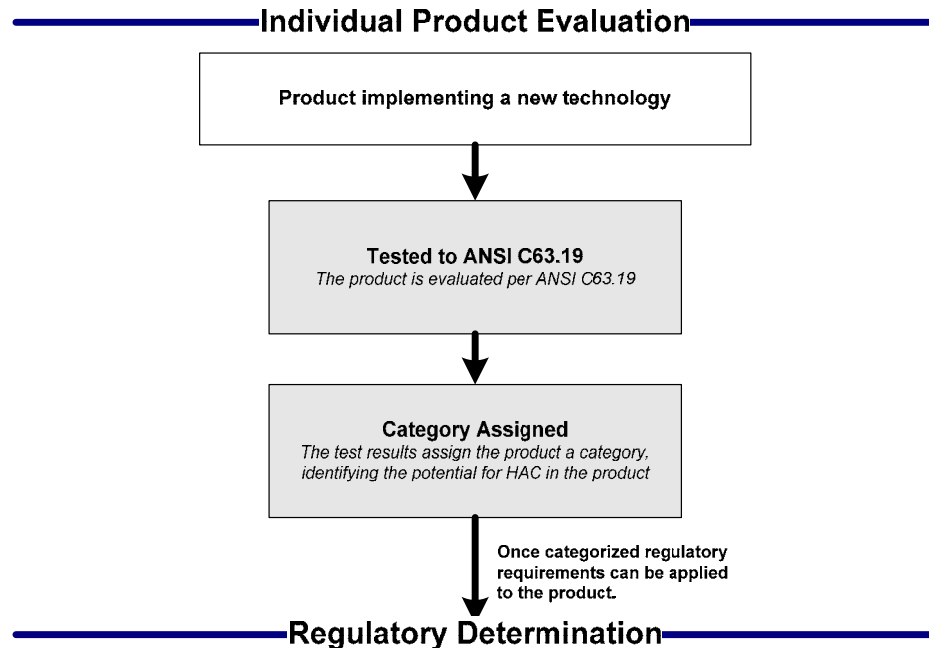 Individual Product Evaluation
Product implementing a new technology
Tested to ANSI C63.19
The product is evaluated per ANSI C63.19
Category Assigned
The test results assign the product a category,
identifying the potential for HAC in the product
Once categorized regulatory
requirements can be applied
to the product.
Regulatory Determination